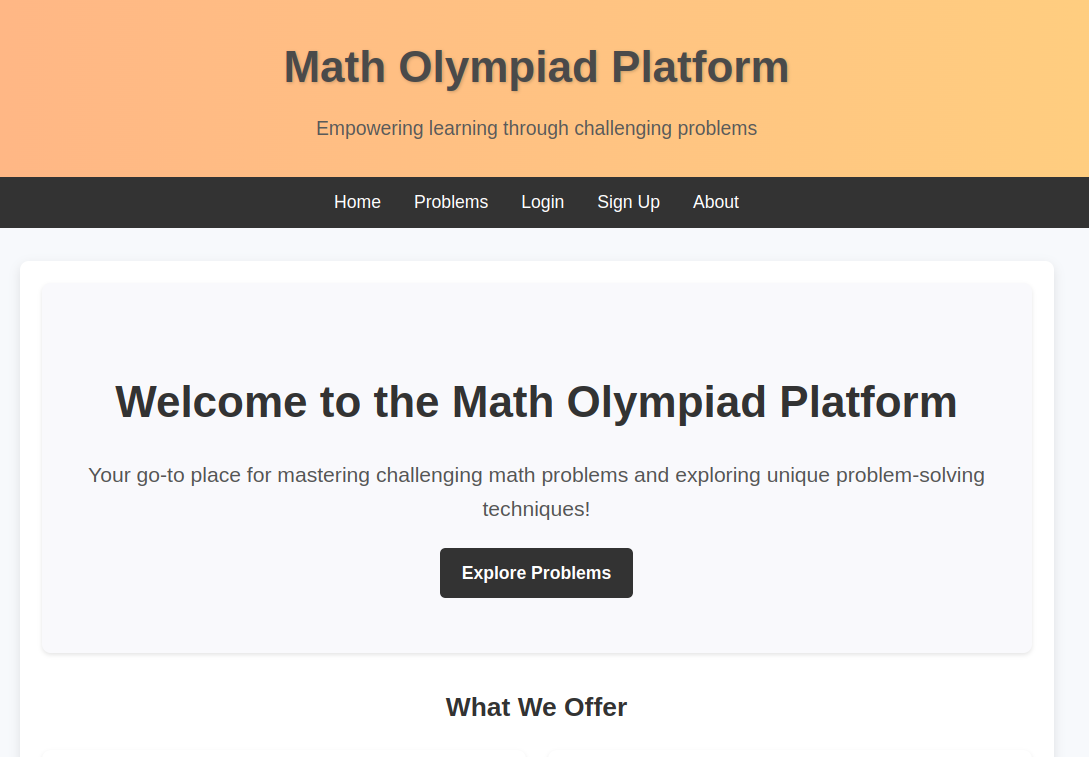 Math Olympiad Platform
Empowering learning through challenging problems
Home Problems Login Sign Up About
Welcome to the Math Olympiad Platform
Your go-to place for mastering challenging math problems and exploring unique problem-solving
techniques!
Explore Problems
What We Offer